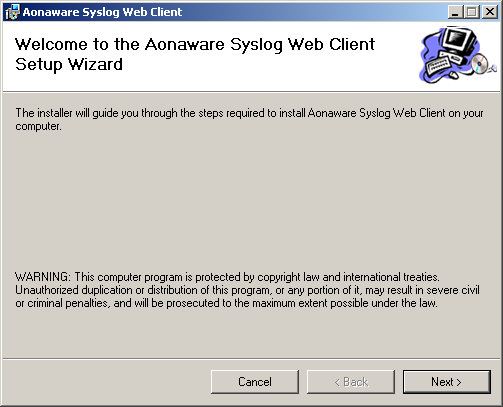 Aonaware Syslog Web Client
Welcome to the Aonaware Syslog Web Client
Setup Wizard
The installer will guide you through the steps required to install Aonaware Syslog Web Client on your
computer.
WARNING: This computer program is protected by copyright law and international treaties.
Unauthorized duplication or distribution of this program, or any portion of it, may result in severe civil
or criminal penalties, and will be prosecuted to the maximum extent possible under the law.
Cancel
< Back
Next >